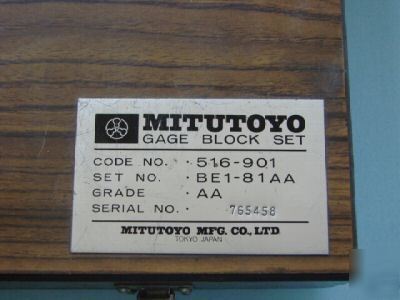 MITUTOYO
GAGE BLOCK SET
CODE NO. · 516-901
SET NO. · BE1-81AA
GRADE · AA
SERIAL NO. · 765458
MITUTOYO MFG. CO., LTD.
TOKYO JAPAN